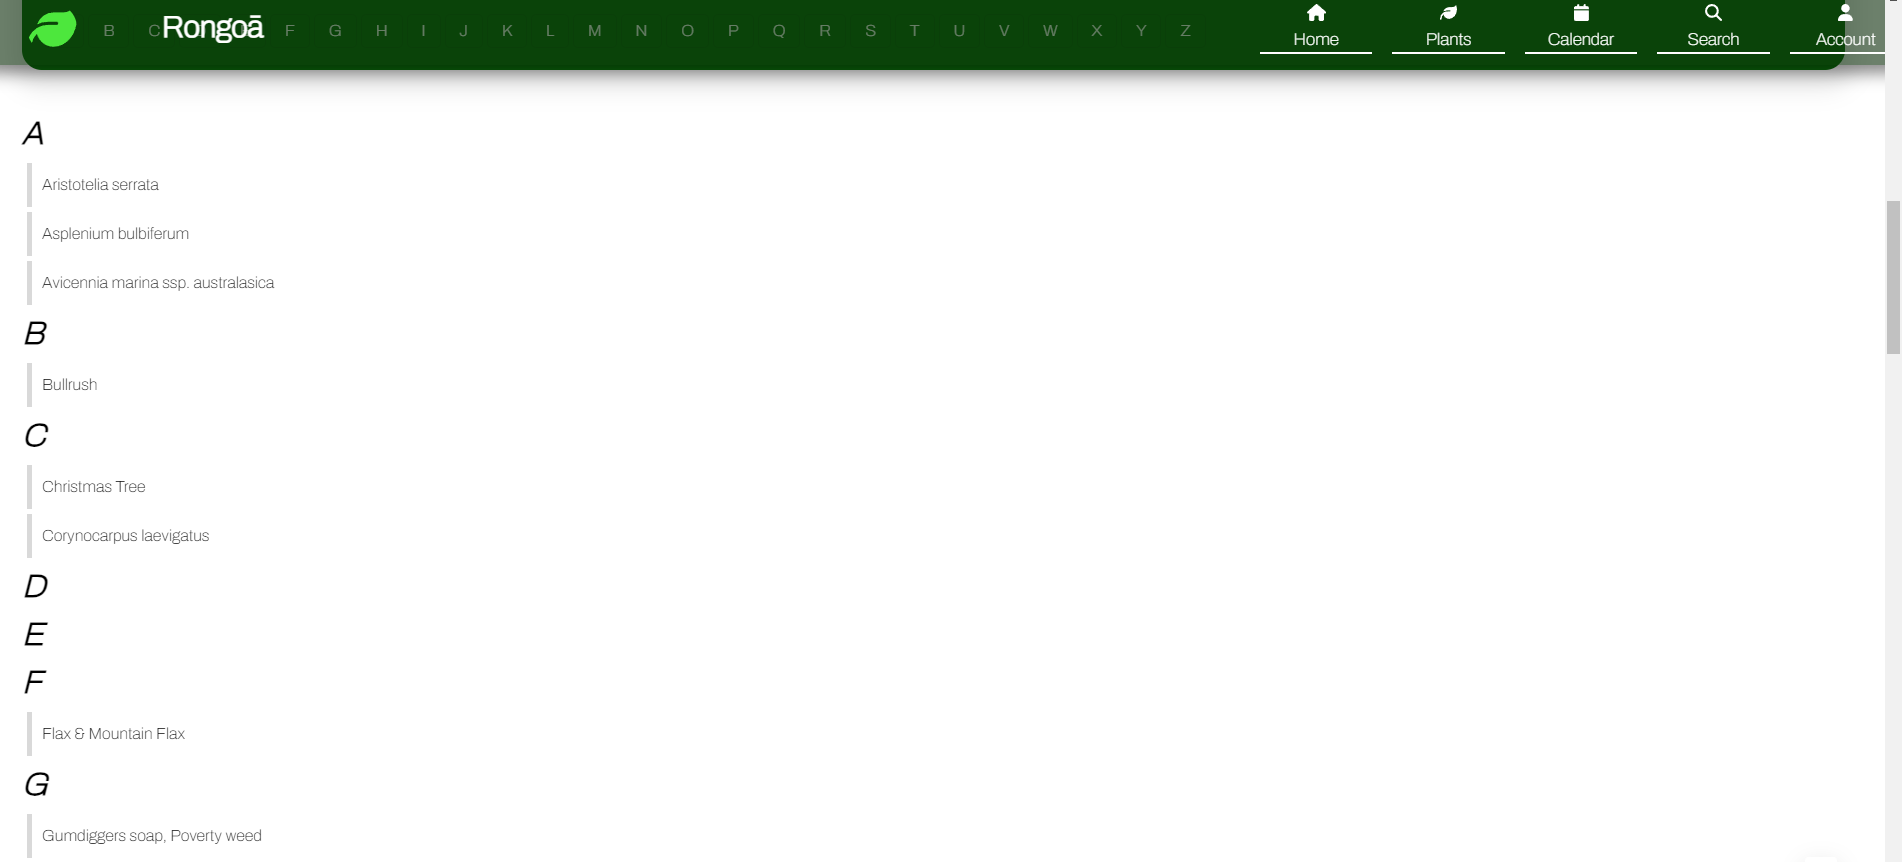 Rongoā
B C F G H I J K L M N O P Q R S T U V W X Y Z
Home Plants Calendar Search Account
A
Aristotelia serrata
Asplenium bulbiferum
Avicennia marina ssp. australasica
B
Bullrush
C
Christmas Tree
Corynocarpus laevigatus
D
E
F
Flax & Mountain Flax
G
Gumdiggers soap, Poverty weed